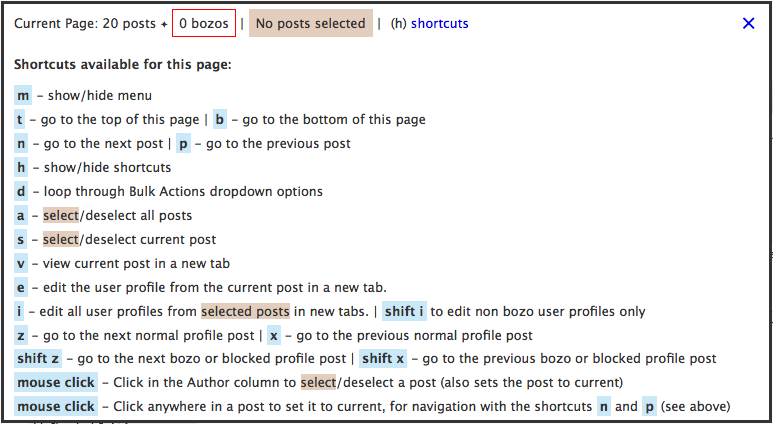 Current Page: 20 posts ✦ 0 bozos | No posts selected | (h) shortcuts ✕
Shortcuts available for this page:
m – show/hide menu
t – go to the top of this page | b – go to the bottom of this page
n – go to the next post | p – go to the previous post
h – show/hide shortcuts
d – loop through Bulk Actions dropdown options
a – select/deselect all posts
s – select/deselect current post
v – view current post in a new tab
e – edit the user profile from the current post in a new tab.
i – edit all user profiles from selected posts in new tabs. | shift i to edit non bozo user profiles only
z – go to the next normal profile post | x – go to the previous normal profile post
shift z – go to the next bozo or blocked profile post | shift x – go to the previous bozo or blocked profile post
mouse click – Click in the Author column to select/deselect a post (also sets the post to current)
mouse click – Click anywhere in a post to set it to current, for navigation with the shortcuts n and p (see above)